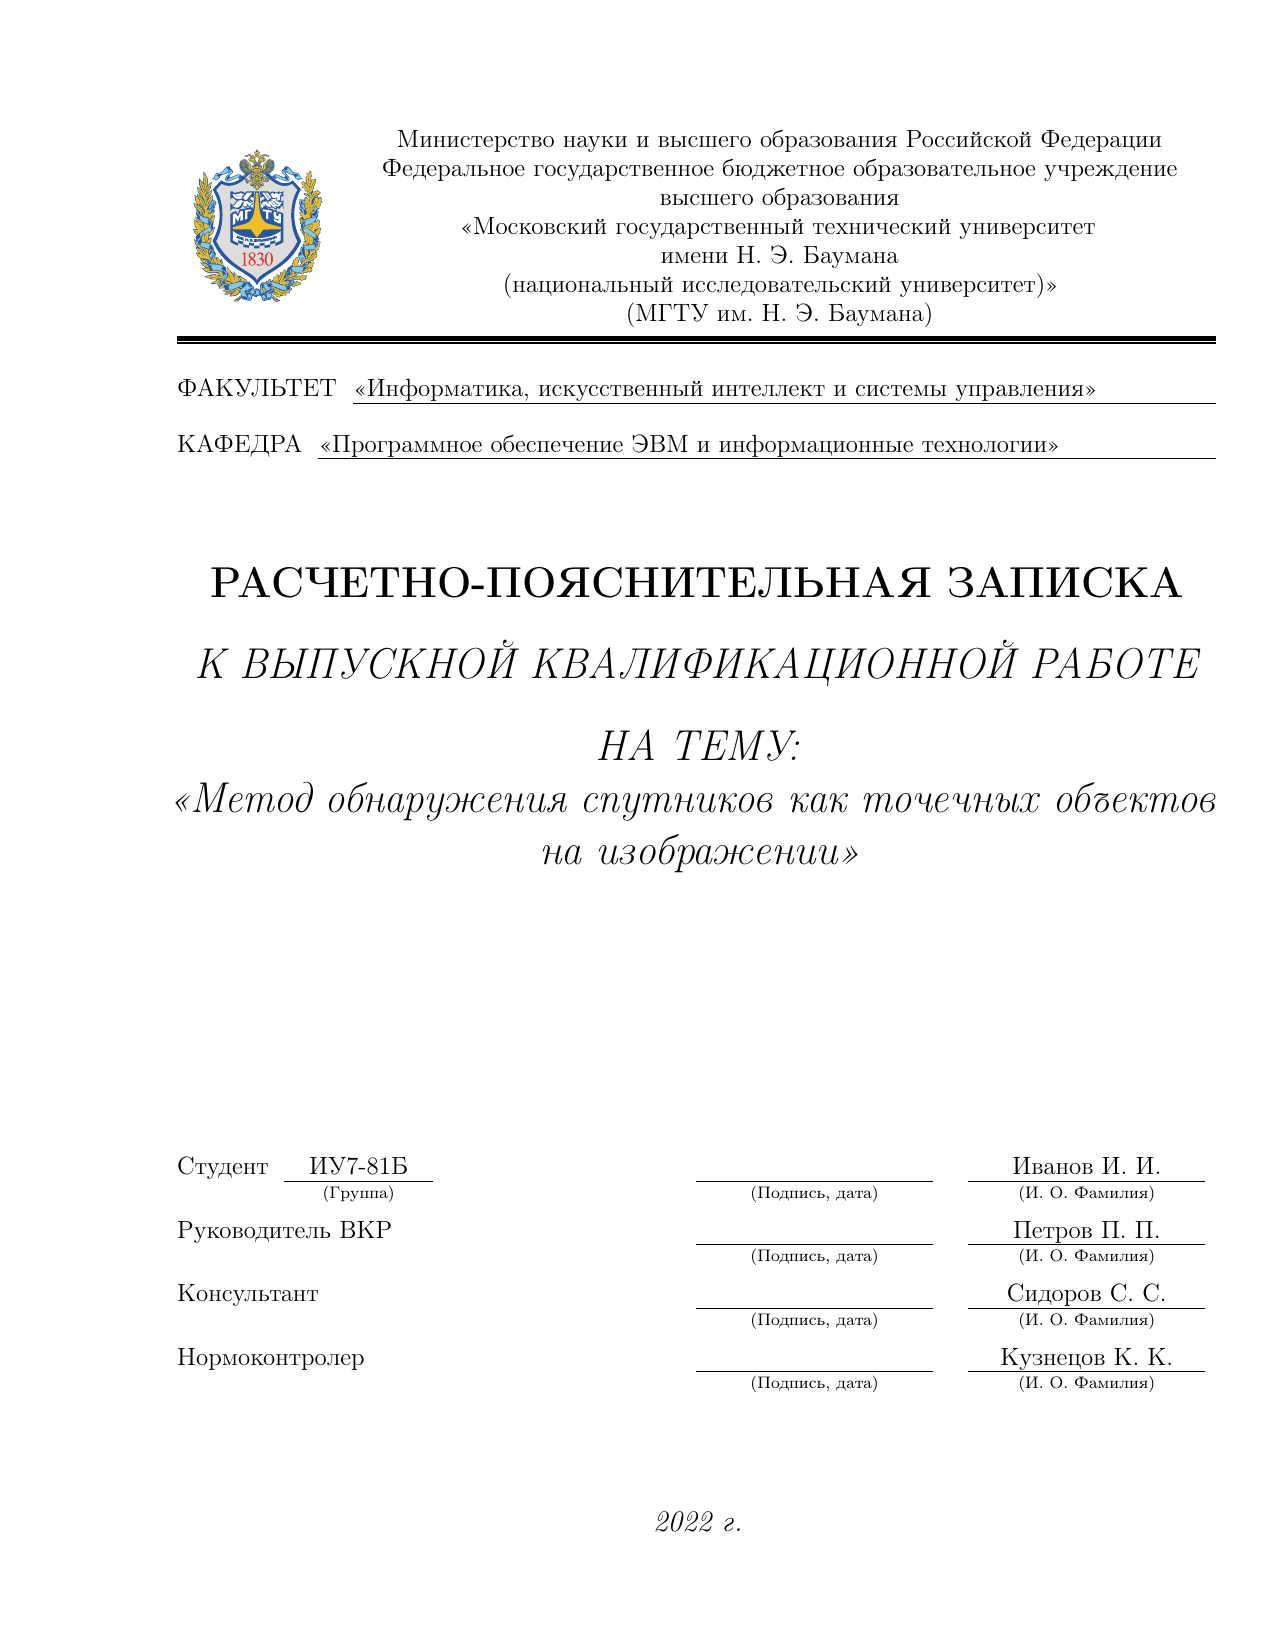 Министерство науки и высшего образования Российской Федерации
Федеральное государственное бюджетное образовательное учреждение
высшего образования
«Московский государственный технический университет
имени Н. Э. Баумана
(национальный исследовательский университет)»
(МГТУ им. Н. Э. Баумана)
МГ ТУ
1830
ФАКУЛЬТЕТ «Информатика, искусственный интеллект и системы управления»
КАФЕДРА «Программное обеспечение ЭВМ и информационные технологии»
РАСЧЕТНО-ПОЯСНИТЕЛЬНАЯ ЗАПИСКА
К ВЫПУСКНОЙ КВАЛИФИКАЦИОННОЙ РАБОТЕ
НА ТЕМУ:
«Метод обнаружения спутников как точечных объектов
на изображении»
Студент ИУ7-81Б Иванов И. И.
(Группа) (Подпись, дата) (И. О. Фамилия)
Руководитель ВКР Петров П. П.
(Подпись, дата) (И. О. Фамилия)
Консультант Сидоров С. С.
(Подпись, дата) (И. О. Фамилия)
Нормоконтролер Кузнецов К. К.
(Подпись, дата) (И. О. Фамилия)
2022 г.